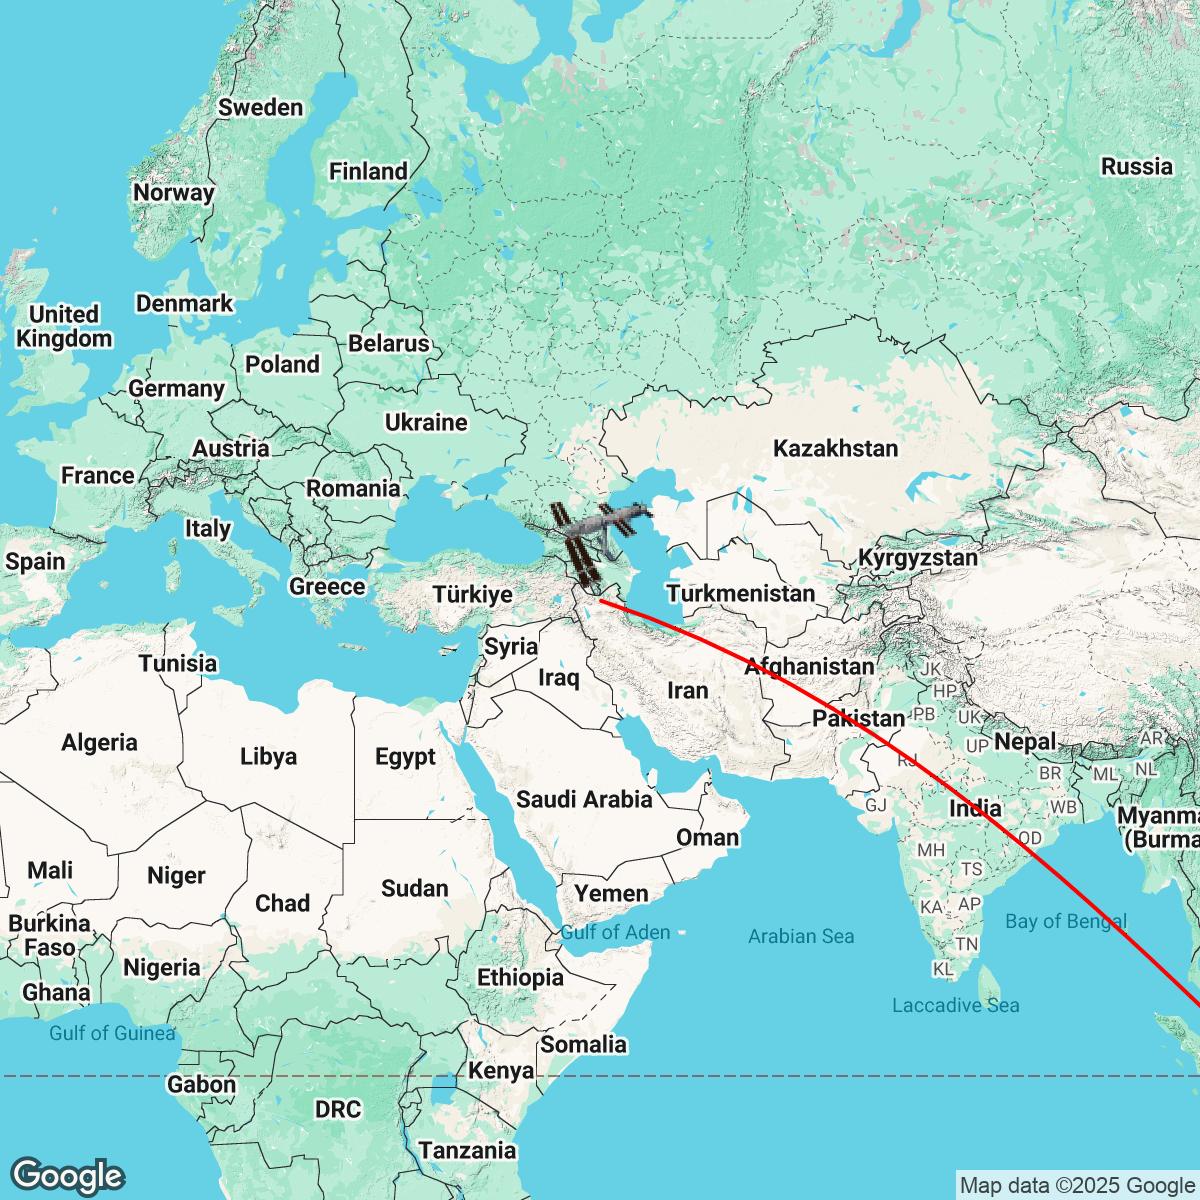 Sweden
Finland
Russia
Norway
Denmark
United
Kingdom
Belarus
Poland
Germany
Ukraine
Austria
Kazakhstan
France
Romania
Italy
Spain
Kyrgyzstan
Greece
Türkiye
Turkmenistan
Syria
Tunisia
Afghanistan
JK
Iraq
Iran
HP
Pakistan
PB
UK
Algeria
Libya
Egypt
UP
Nepal
AR
RJ
BR
ML
NL
Saudi Arabia
GJ
India
WB
Myanma
(Burma
Oman
OD
MH
Mali
Niger
TS
Chad
Sudan
Yemen
KA
AP
Burkina
Faso
Gulf of Aden
Arabian Sea
Bay of Bengal
TN
Nigeria
KL
Ghana
Ethiopia
Laccadive Sea
Gulf of Guinea
Somalia
Kenya
Gabon
DRC
Tanzania
Google
Map data ©2025 Google